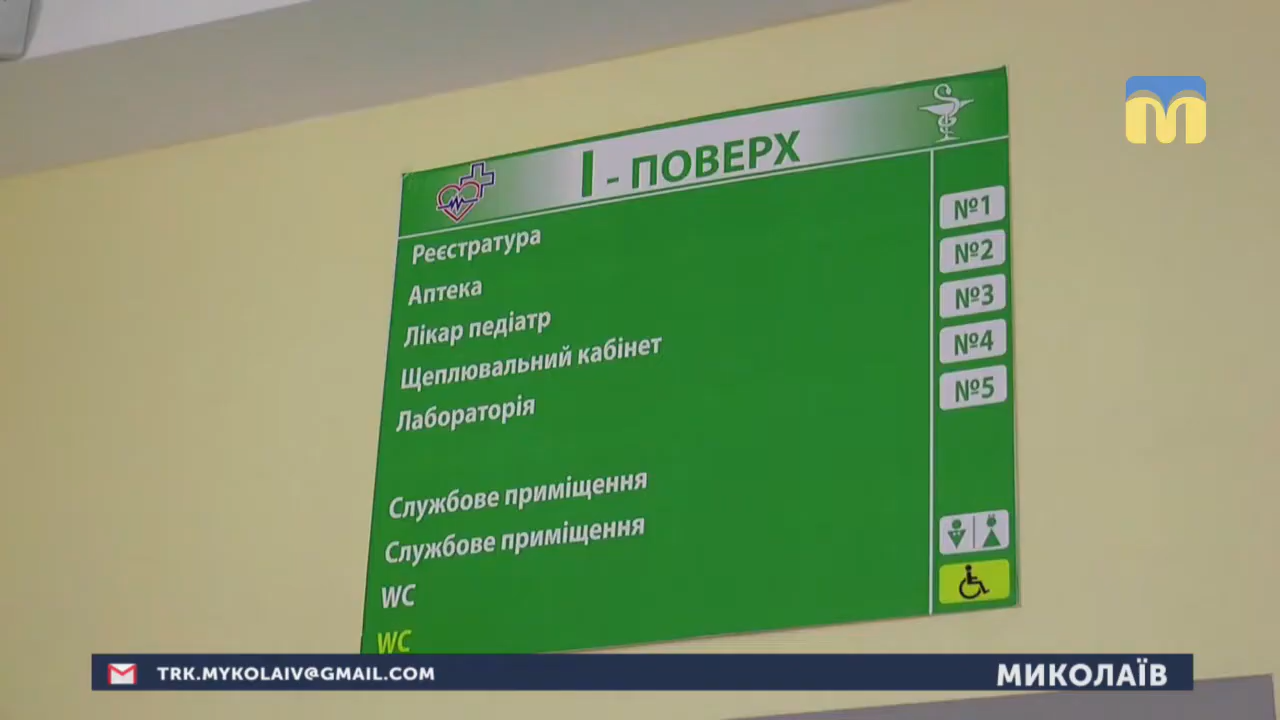 I - ПОВЕРХ
Реєстратура
№1
Аптека
№2
Лікар педіатр
№3
Щеплювальний кабінет
№4
Лабораторія
№5
Службове приміщення
Службове приміщення
WC
WC
TRK.MYKOLAIV@GMAIL.COM
МИКОЛАЇВ